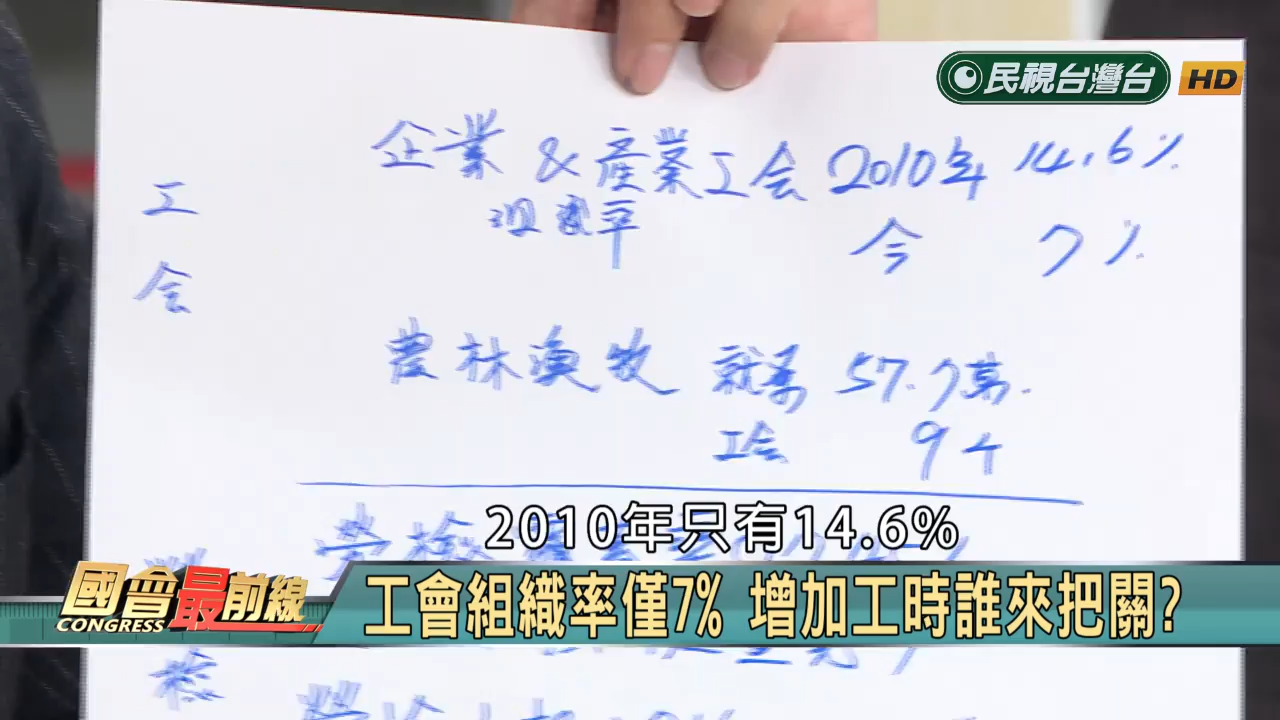 民視台灣台 HD
企業 & 產業工会 2010年 14.6%
組織率 今 7%
工会
農林漁牧 就業 57.7萬
工会 94
2010年只有14.6%
國會最前線
CONGRESS
工會組織率僅7% 增加工時誰來把關?